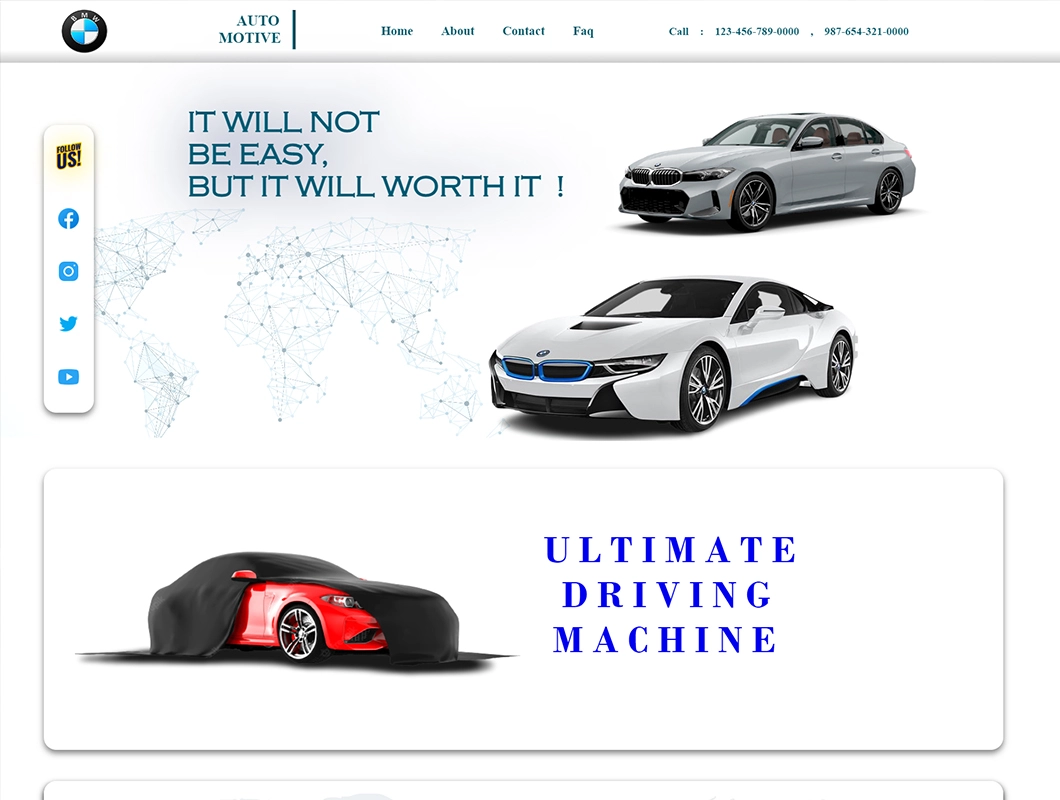 BMW
AUTO
MOTIVE
Home About Contact Faq
Call : 123-456-789-0000 , 987-654-321-0000
IT WILL NOT
BE EASY,
BUT IT WILL WORTH IT !
FOLLOW
US!
ULTIMATE
DRIVING
MACHINE